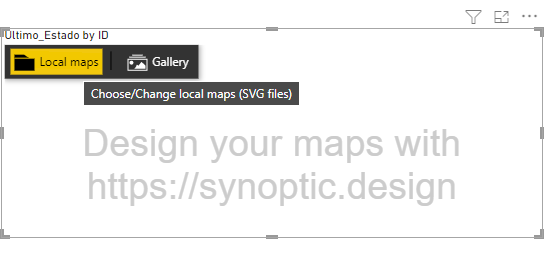 Ultimo_Estado by ID
Local maps
Gallery
Choose/Change local maps (SVG files)
Design your maps with
https://synoptic.design